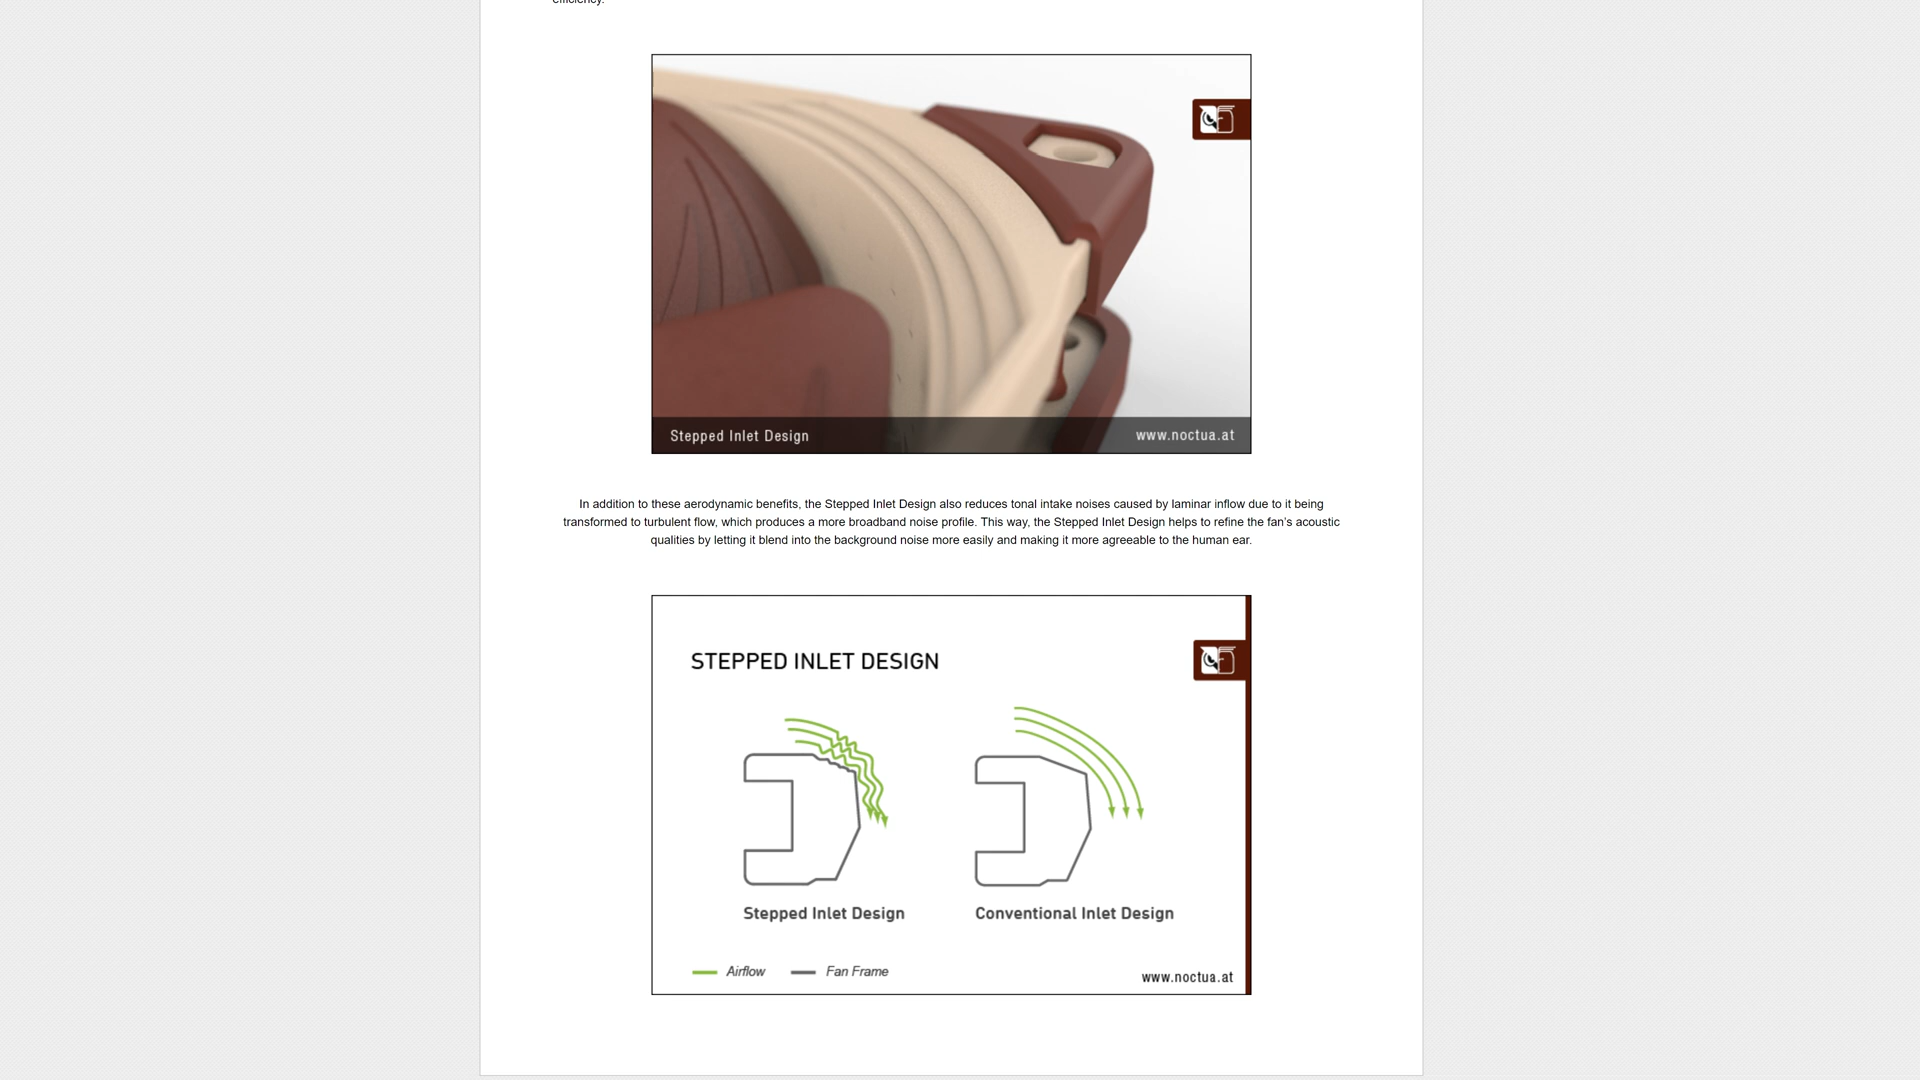 efficiency.
Stepped Inlet Design
www.noctua.at
In addition to these aerodynamic benefits, the Stepped Inlet Design also reduces tonal intake noises caused by laminar inflow due to it being
transformed to turbulent flow, which produces a more broadband noise profile. This way, the Stepped Inlet Design helps to refine the fan's acoustic
qualities by letting it blend into the background noise more easily and making it more agreeable to the human ear.
STEPPED INLET DESIGN
Stepped Inlet Design
Conventional Inlet Design
Airflow
Fan Frame
www.noctua.at